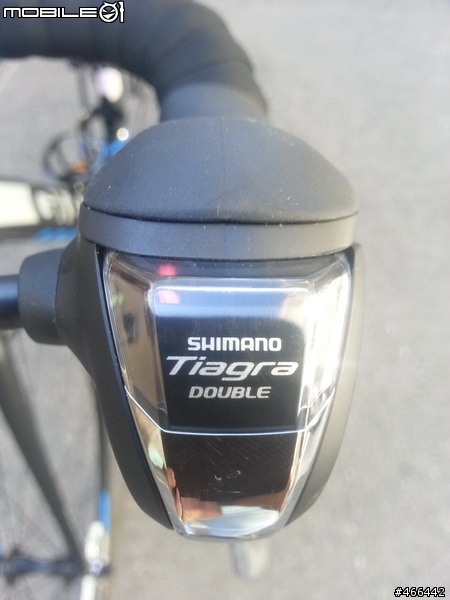 MOBILE01
SHIMANO
Tiagra
DOUBLE
#466442